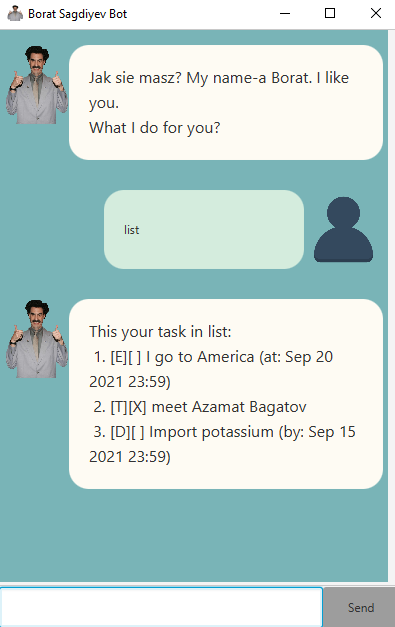 Borat Sagdiyev Bot
Jak sie masz? My name-a Borat. I like
you.
What I do for you?
list
This your task in list:
1. [E][ ] I go to America (at: Sep 20
2021 23:59)
2. [T][X] meet Azamat Bagatov
3. [D][ ] Import potassium (by: Sep 15
2021 23:59)
Send